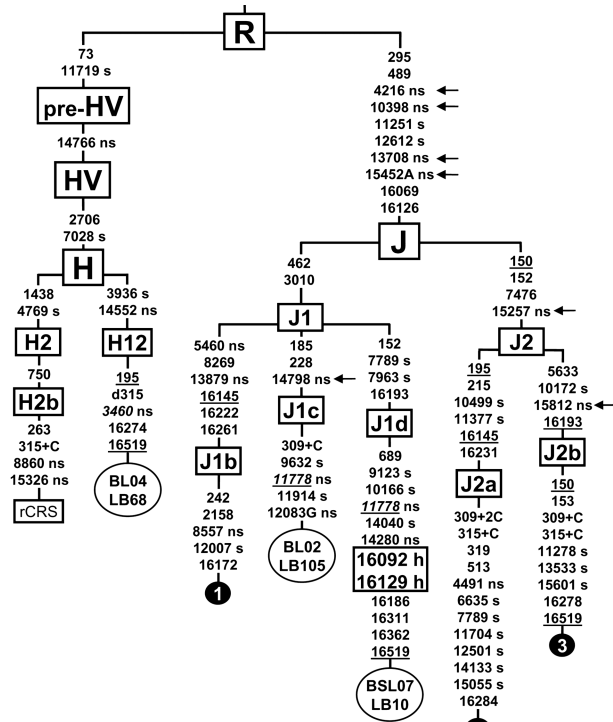 R
73
11719 s
pre-HV
14766 ns
HV
2706
7028 s
H
1438
4769 s
H2
750
H2b
263
315+C
8860 ns
15326 ns
rCRS
3936 s
14552 ns
H12
195
d315
3460 ns
16274
16519
BL04
LB68
295
489
4216 ns
10398 ns
11251 s
12612 s
13708 ns
15452A ns
16069
16126
J
462
3010
J1
5460 ns
8269
13879 ns
16145
16222
16261
J1b
242
2158
8557 ns
12007 s
16172
1
185
228
14798 ns
J1c
309+C
9632 s
11778 ns
11914 s
12083G ns
BL02
LB105
152
7789 s
7963 s
16193
J1d
689
9123 s
10166 s
11778 ns
14040 s
14280 ns
16092 h
16129 h
16186
16311
16362
16519
BSL07
LB10
150
152
7476
15257 ns
J2
195
215
10499 s
11377 s
16145
16231
J2a
309+2C
315+C
319
513
4491 ns
6635 s
7789 s
11704 s
12501 s
14133 s
15055 s
16284
5633
10172 s
15812 ns
16193
J2b
150
153
309+C
315+C
11278 s
13533 s
15601 s
16278
16519
3